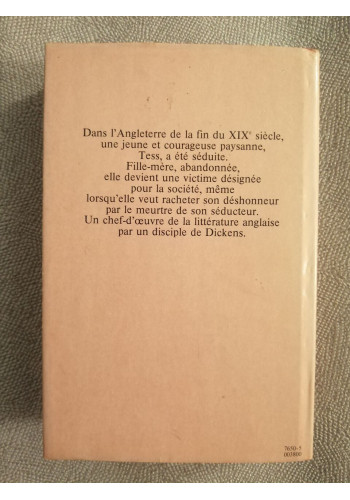 Dans l'Angleterre de la fin du XIXe siècle,
une jeune et courageuse paysanne,
Tess, a été séduite.
Fille-mère, abandonnée,
elle devient une victime désignée
pour la société, même
lorsqu'elle veut racheter son déshonneur
par le meurtre de son séducteur.
Un chef-d'œuvre de la littérature anglaise
par un disciple de Dickens.